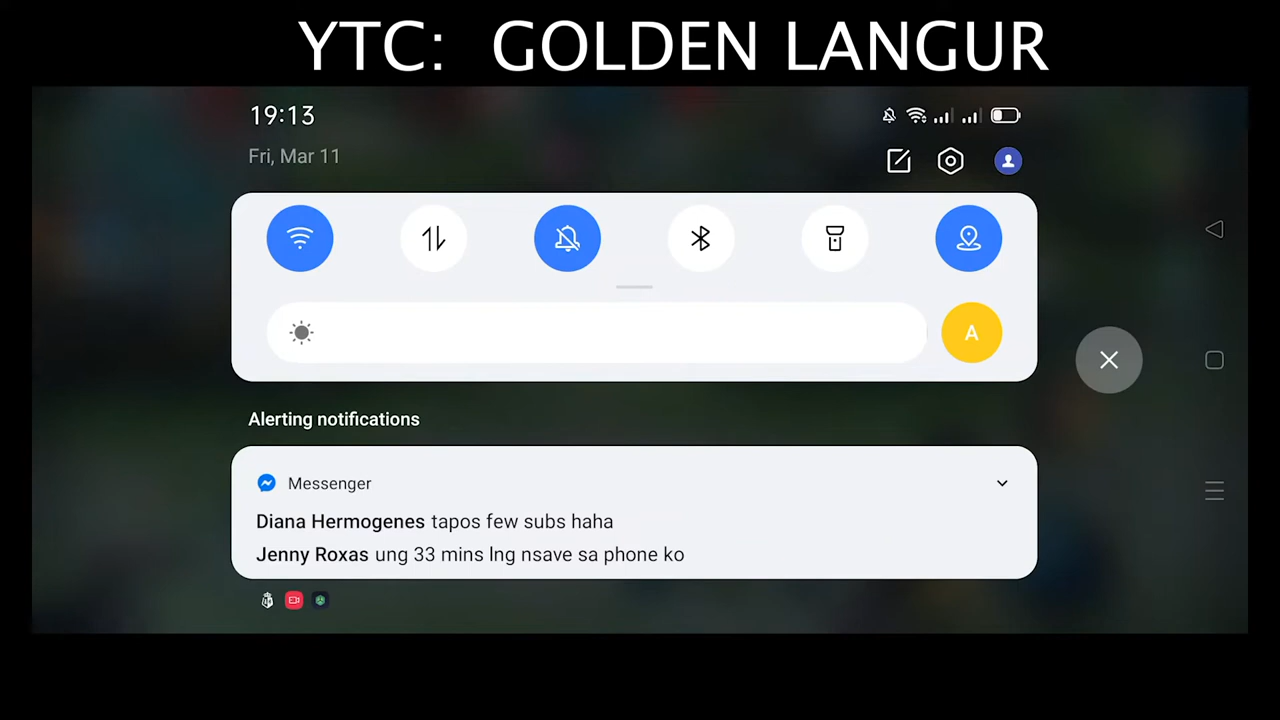 YTC: GOLDEN LANGUR
19:13
Fri, Mar 11
A
Alerting notifications
Messenger
Diana Hermogenes tapos few subs haha
Jenny Roxas ung 33 mins lng nsave sa phone ko